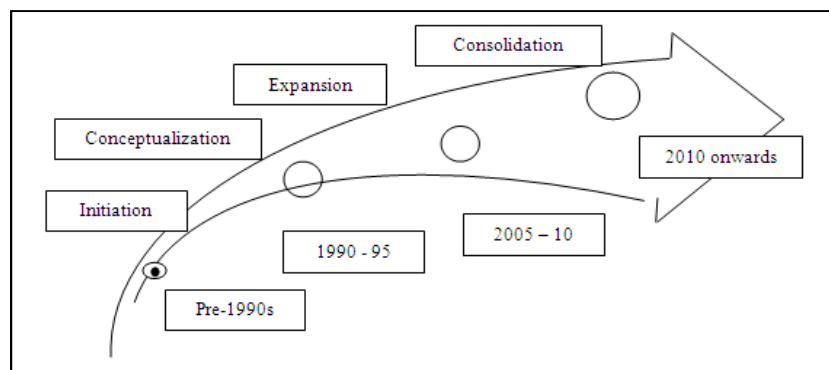 Consolidation
Expansion
Conceptualization
2010 onwards
Initiation
1990 - 95
2005 – 10
Pre-1990s